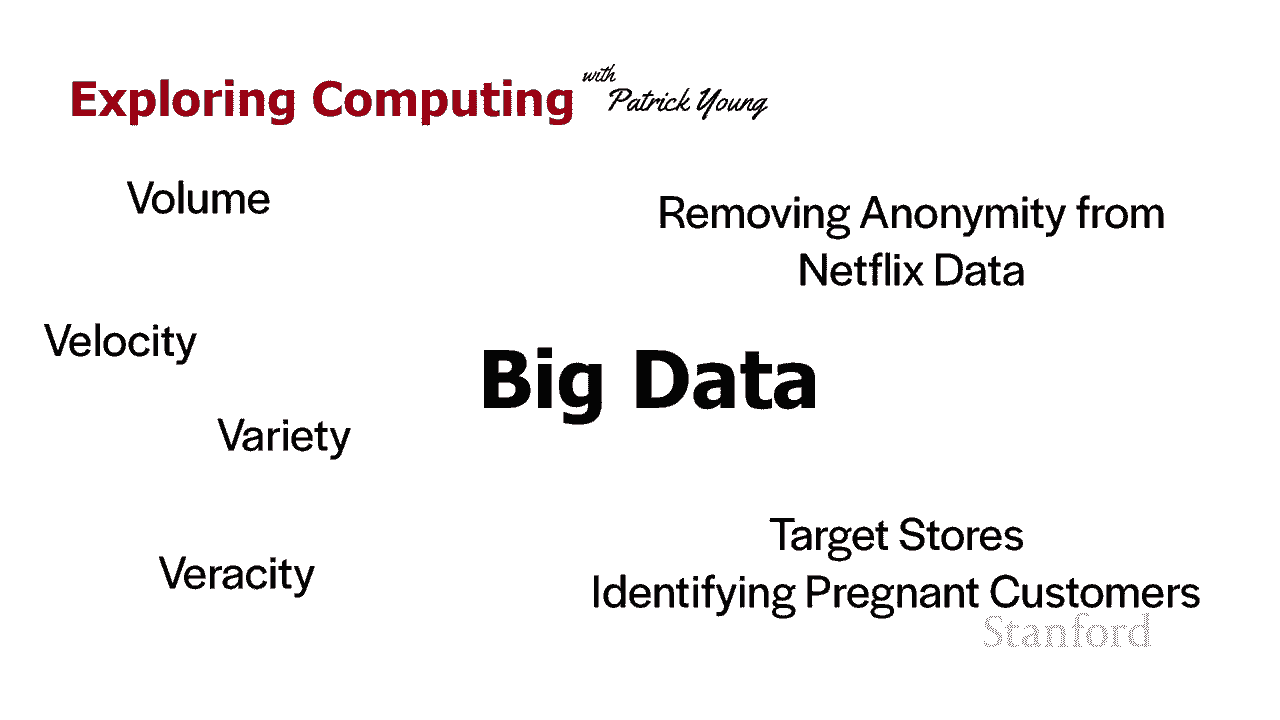 Exploring Computing with Patrick Young
Volume
Removing Anonymity from
Netflix Data
Velocity
Big Data
Variety
Target Stores
Veracity
Identifying Pregnant Customers
Stanford